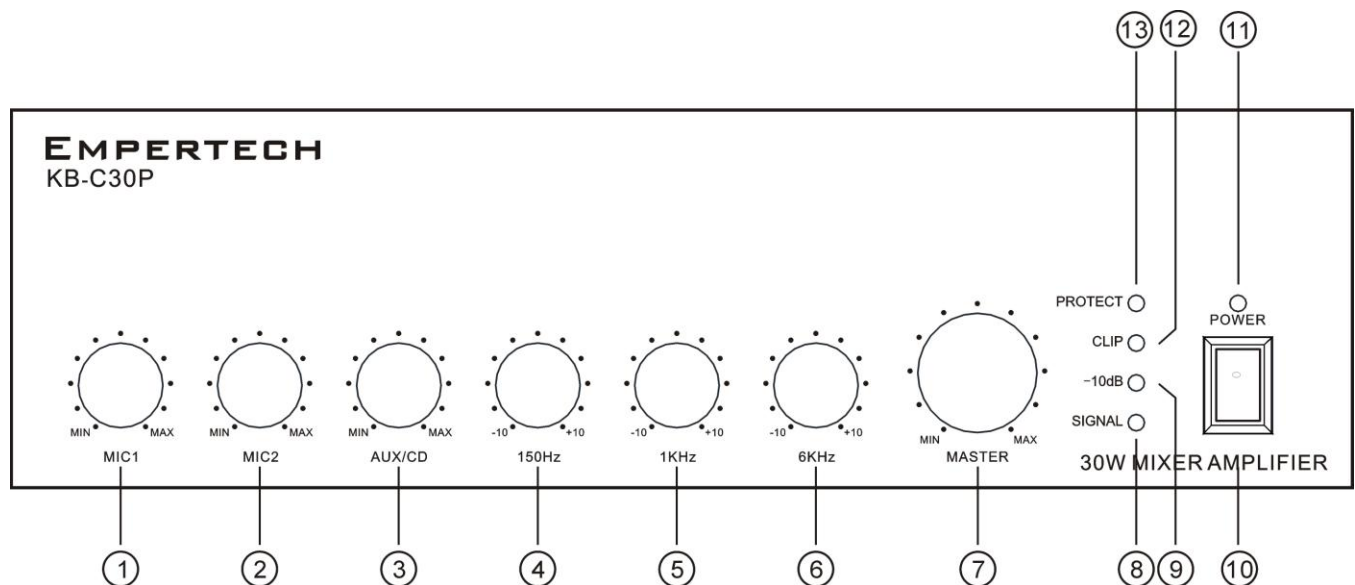 13 12 11
EMPERTECH
KB-C30P
PROTECT
POWER
CLIP
-10dB
SIGNAL
MIN MAX MIN MAX MIN MAX -10 +10 -10 +10 -10 +10 MIN MAX
MIC1 MIC2 AUX/CD 150Hz 1KHz 6KHz MASTER
30W MIXER AMPLIFIER
1 2 3 4 5 6 7 8 9 10